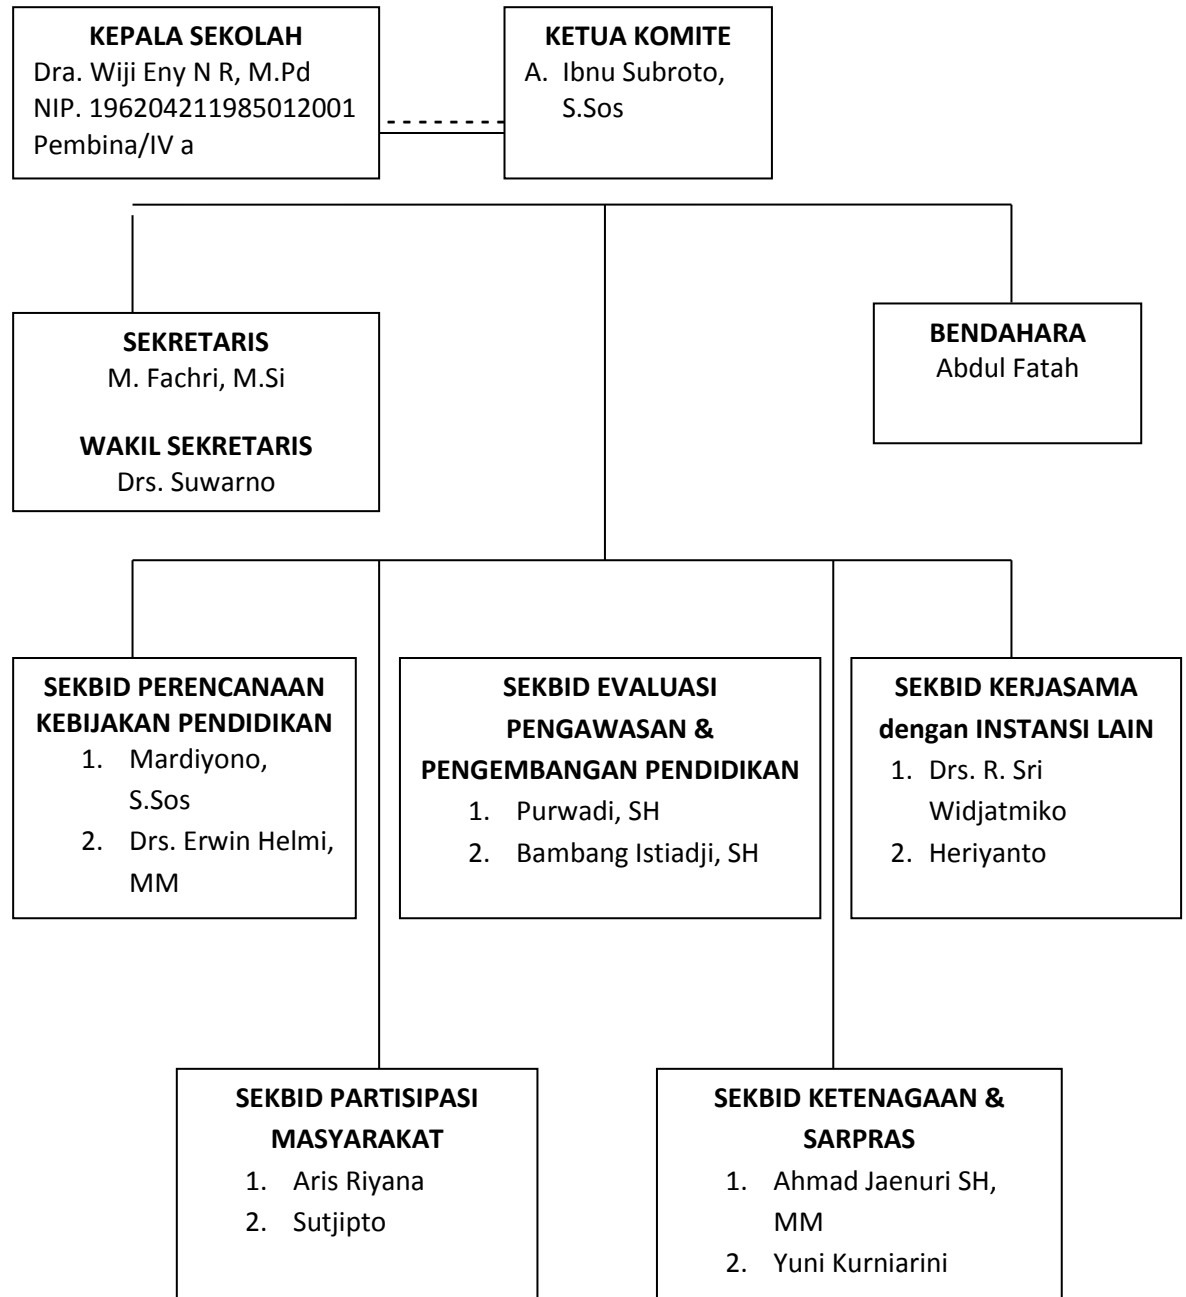 KEPALA SEKOLAH
Dra. Wiji Eny N R, M.Pd
NIP. 196204211985012001
Pembina/IV a
KETUA KOMITE
A. Ibnu Subroto,
S.Sos
SEKRETARIS
M. Fachri, M.Si
WAKIL SEKRETARIS
Drs. Suwarno
BENDAHARA
Abdul Fatah
SEKBID PERENCANAAN
KEBIJAKAN PENDIDIKAN
1. Mardiyono,
S.Sos
2. Drs. Erwin Helmi,
MM
SEKBID EVALUASI
PENGAWASAN &
PENGEMBANGAN PENDIDIKAN
1. Purwadi, SH
2. Bambang Istiadji, SH
SEKBID KERJASAMA
dengan INSTANSI LAIN
1. Drs. R. Sri
Widjatmiko
2. Heriyanto
SEKBID PARTISIPASI
MASYARAKAT
1. Aris Riyana
2. Sutjipto
SEKBID KETENAGAAN &
SARPRAS
1. Ahmad Jaenuri SH,
MM
2. Yuni Kurniarini